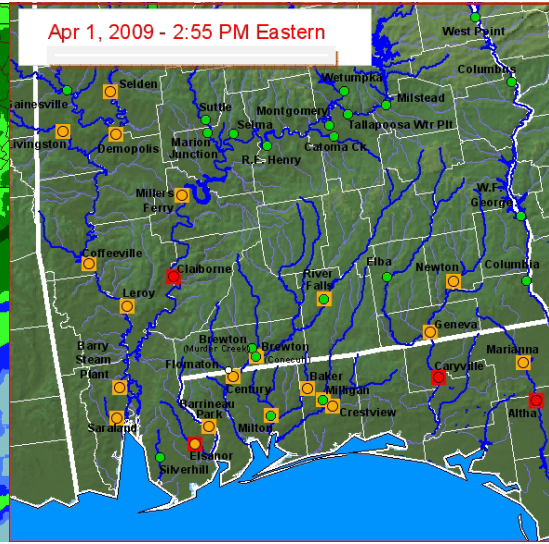 Apr 1, 2009 - 2:55 PM Eastern
West Point
Selden
Wetumpka
Columbus
Gainesville
Suttle
Montgomery
Milstead
Livingston
Demopolis
Marion
Junction
Selma
Tallapoosa Wtr Plt
R.F. Henry
Catoma Ck.
Millers
Ferry
W.F.
George
Coffeeville
Claiborne
River
Falls
Elba
Newton
Columbia
Leroy
Geneva
Barry
Steam
Plant
Brewton
(Murder Creek)
Brewton
(Conecuh)
Flomaton
Century
Marianna
Baker
Caryville
Milligan
Crestview
Altha
Barrineau
Park
Milton
Saraland
Elsanor
Silverhill